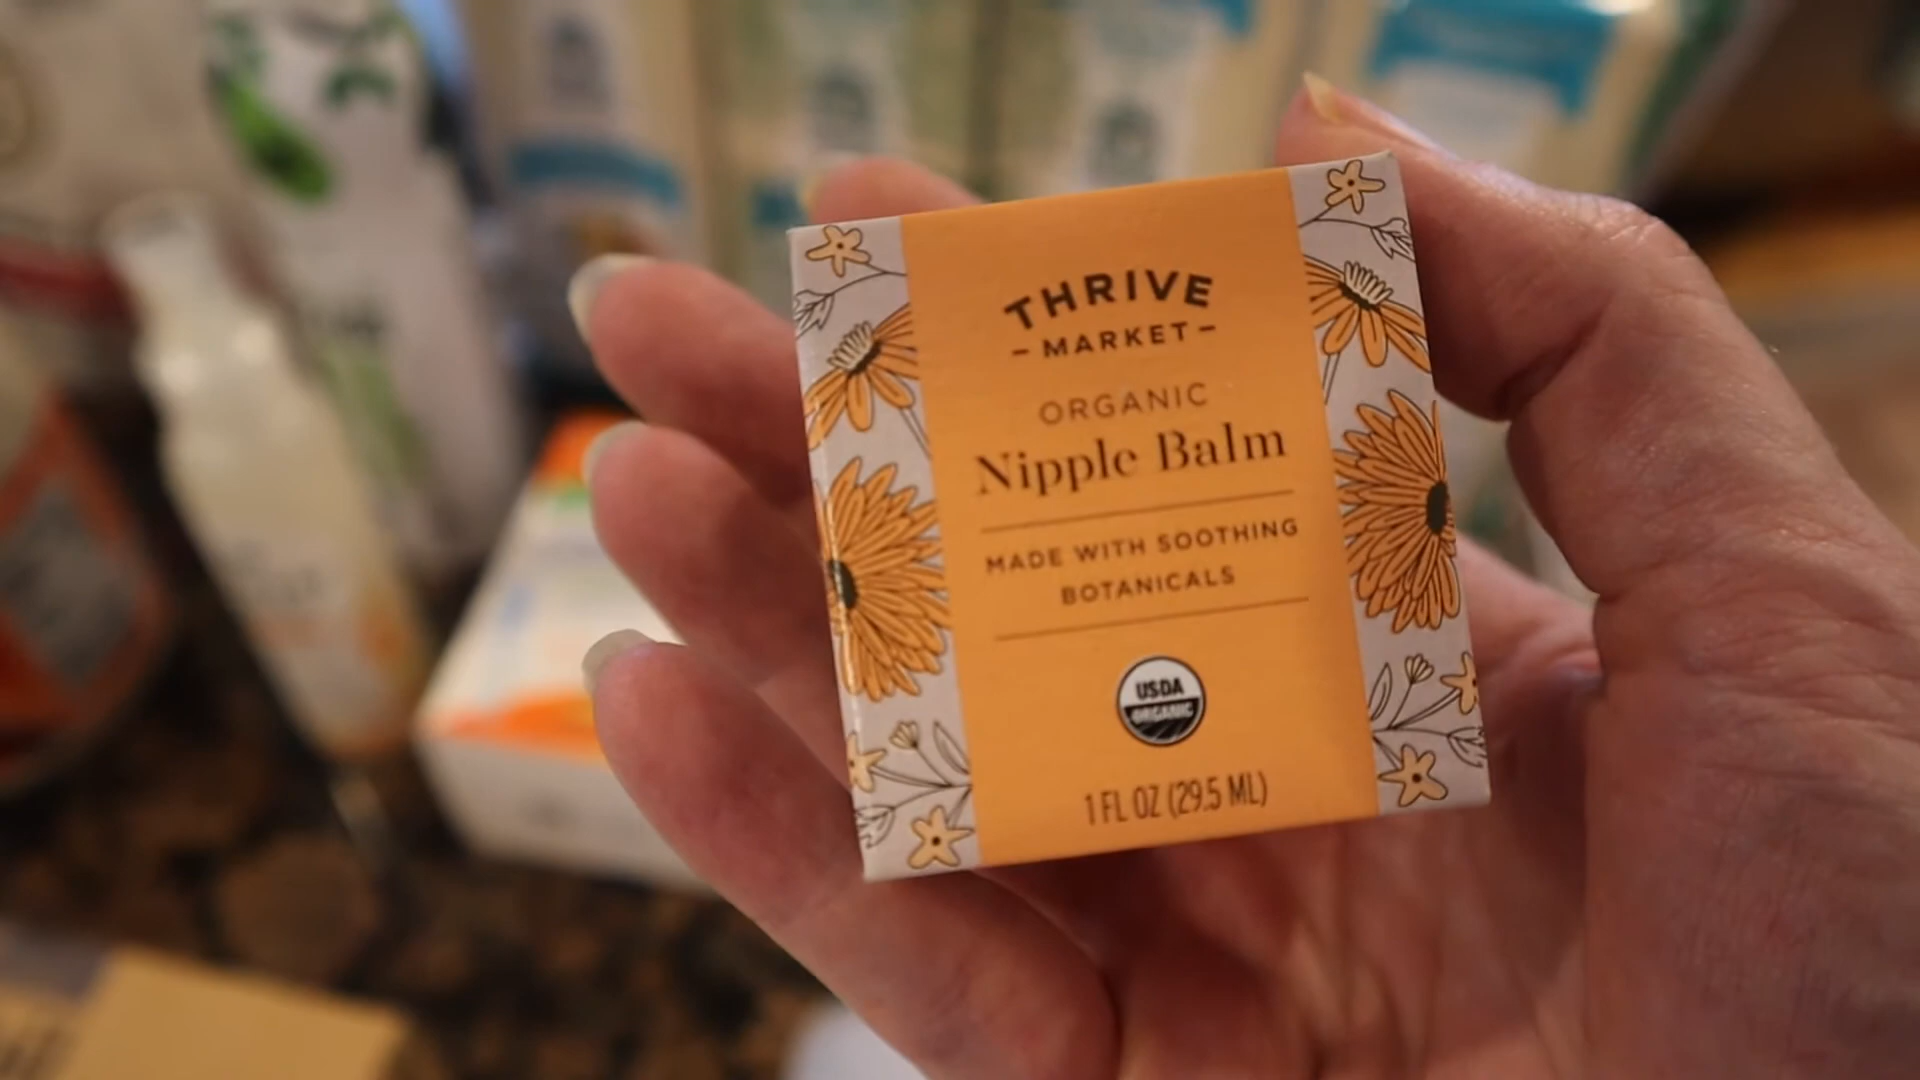 THRIVE
- MARKET -
ORGANIC
Nipple Balm
MADE WITH SOOTHING
BOTANICALS
USDA
ORGANIC
1 FL OZ (29.5 ML)